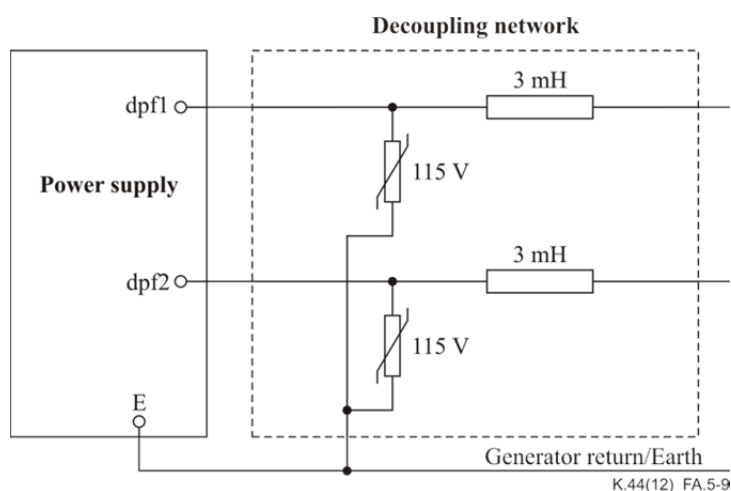 Decoupling network
dpf1
3 mH
115 V
Power supply
dpf2
3 mH
115 V
E
Generator return/Earth
K.44(12)_FA.5-9